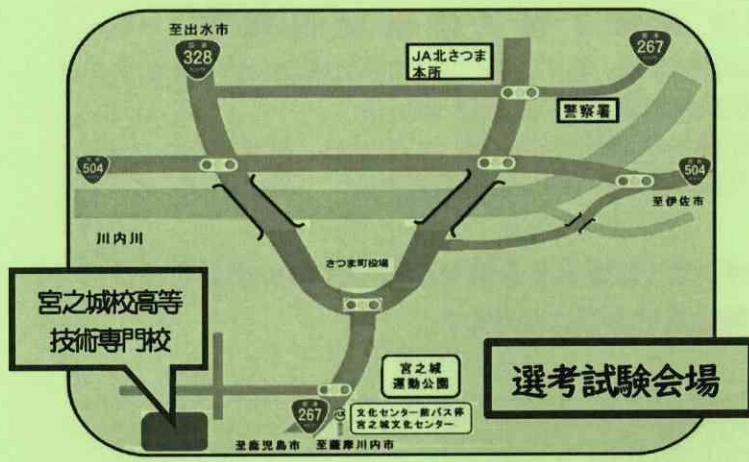 至出水市
国道
328
ROUTE
JA北さつま
本所
267
警察署
504
504
至伊佐市
川内川
さつま町役場
宮之城校高等
技術専門校
宮之城
運動公園
選考試験会場
267
文化センター前バス停
宮之城文化センター
至鹿児島市
至薩摩川内市